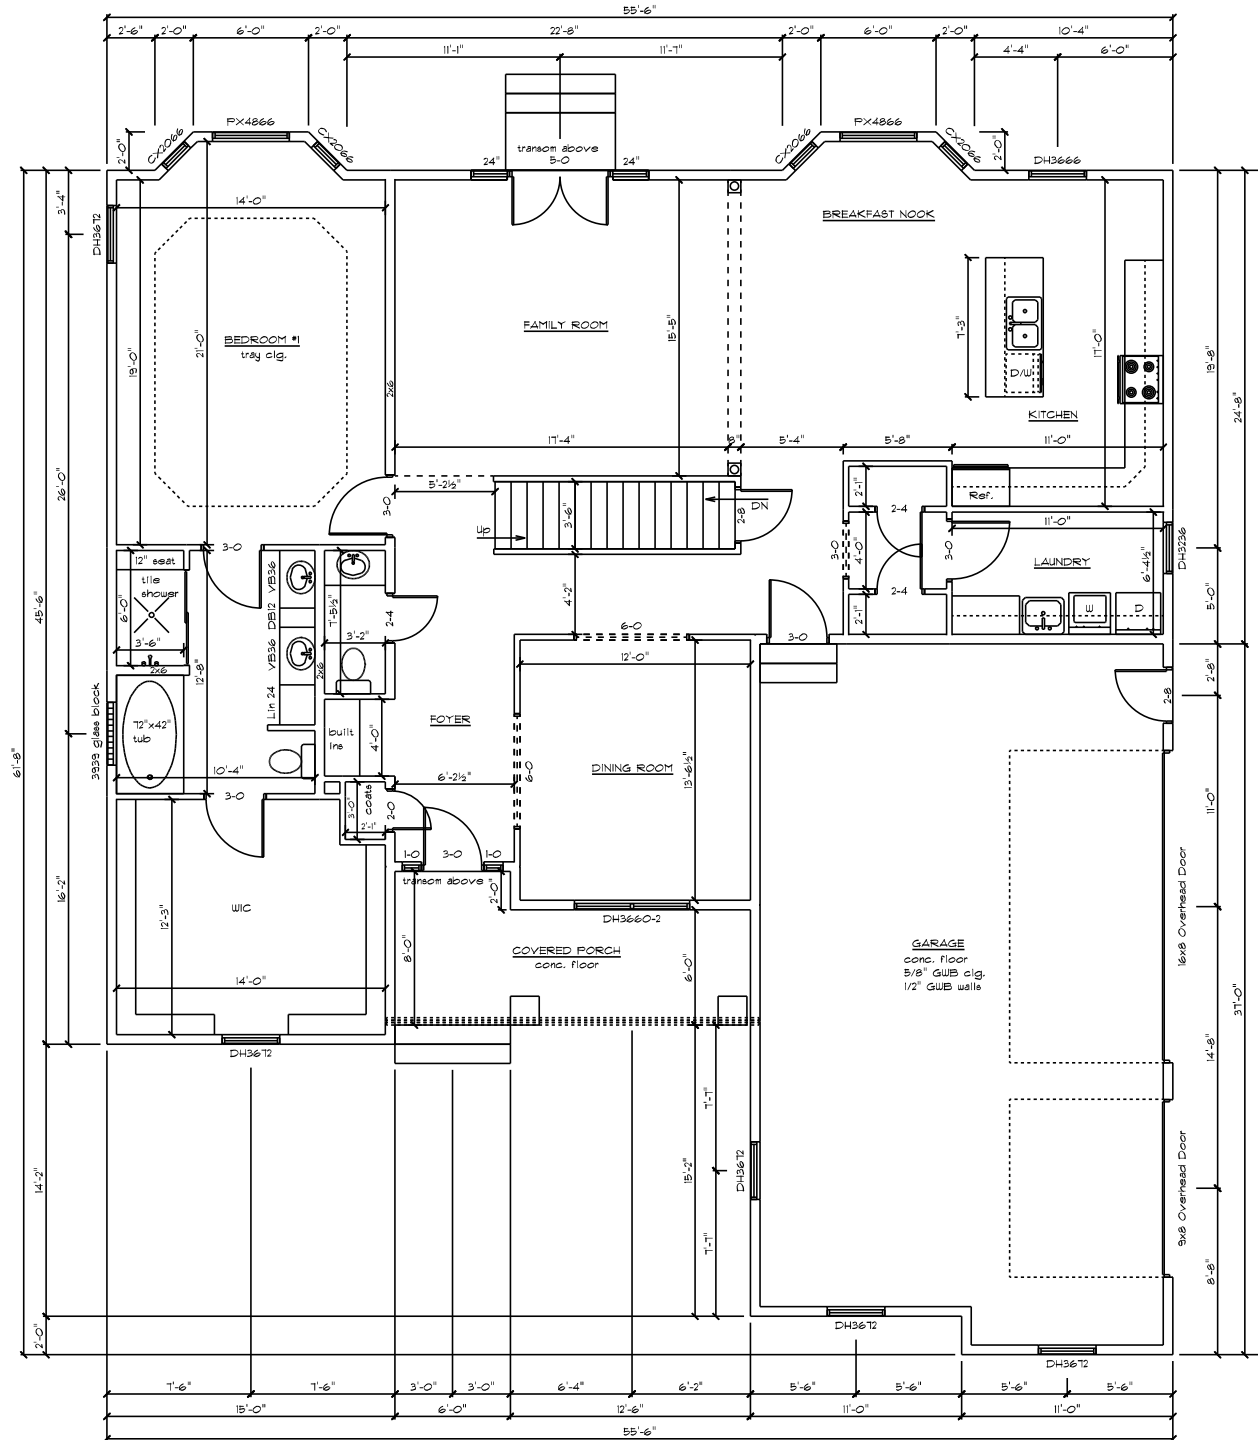 55'-6"
2'-6" 2'-0" 6'-0" 2'-0" 22'-8" 2'-0" 6'-0" 2'-0" 10'-4"
11'-1" 11'-7" 4'-4" 6'-0"
PX4866 PX4866
CX2066 CX2066 CX2066 CX2066
2'-0" 2'-0"
transom above
24" 5-0 24" DH3666
3'-4"
14'-0"
DH3672
BREAKFAST NOOK
7'-3"
FAMILY ROOM
15'-5"
BEDROOM #1
tray clg.
19'-0"
21'-0"
17'-0"
19'-8"
24'-8"
D/W
2x6
KITCHEN
17'-4" 8" 5'-4" 5'-8" 11'-0"
26'-0"
5'-2½"
2'-1"
Ref.
3-0
3'-6"
DN
2-8
2-4
UP
11'-0"
3-0
12" seat
3-0
4'-0"
3-0
LAUNDRY
6'-4½"
DH3236
tile
shower
VB36
DB12
VB36
Lin 24
6'-0"
3'-6"
2x6
7'-5½"
3'-2"
2x6
2-4
4'-2"
2-4
2'-1"
W
D
5'-0"
45'-6"
6-0
3-0
12'-0"
12'-8"
2'-8"
2-8
3939 glass block
72"x42"
tub
built
ins
4'-0"
FOYER
6-0
DINING ROOM
13'-6½"
61'-8"
10'-4"
6'-2½"
3-0
3'-0"
coats
2'-1"
2-0
11'-0"
1-0 3-0 1-0
transom above
2'-0"
16'-2"
12'-3"
WIC
DH3660-2
16x8 Overhead Door
8'-0"
COVERED PORCH
conc. floor
6'-0"
GARAGE
conc. floor
5/8" GWB clg.
1/2" GWB walls
14'-0"
37'-0"
DH3672
14'-8"
7'-7"
14'-2"
15'-2"
DH3672
9x8 Overhead Door
7'-7"
8'-8"
2'-0"
DH3672
DH3672
7'-6" 7'-6" 3'-0" 3'-0" 6'-4" 6'-2" 5'-6" 5'-6" 5'-6" 5'-6"
15'-0" 6'-0" 12'-6" 11'-0" 11'-0"
55'-6"